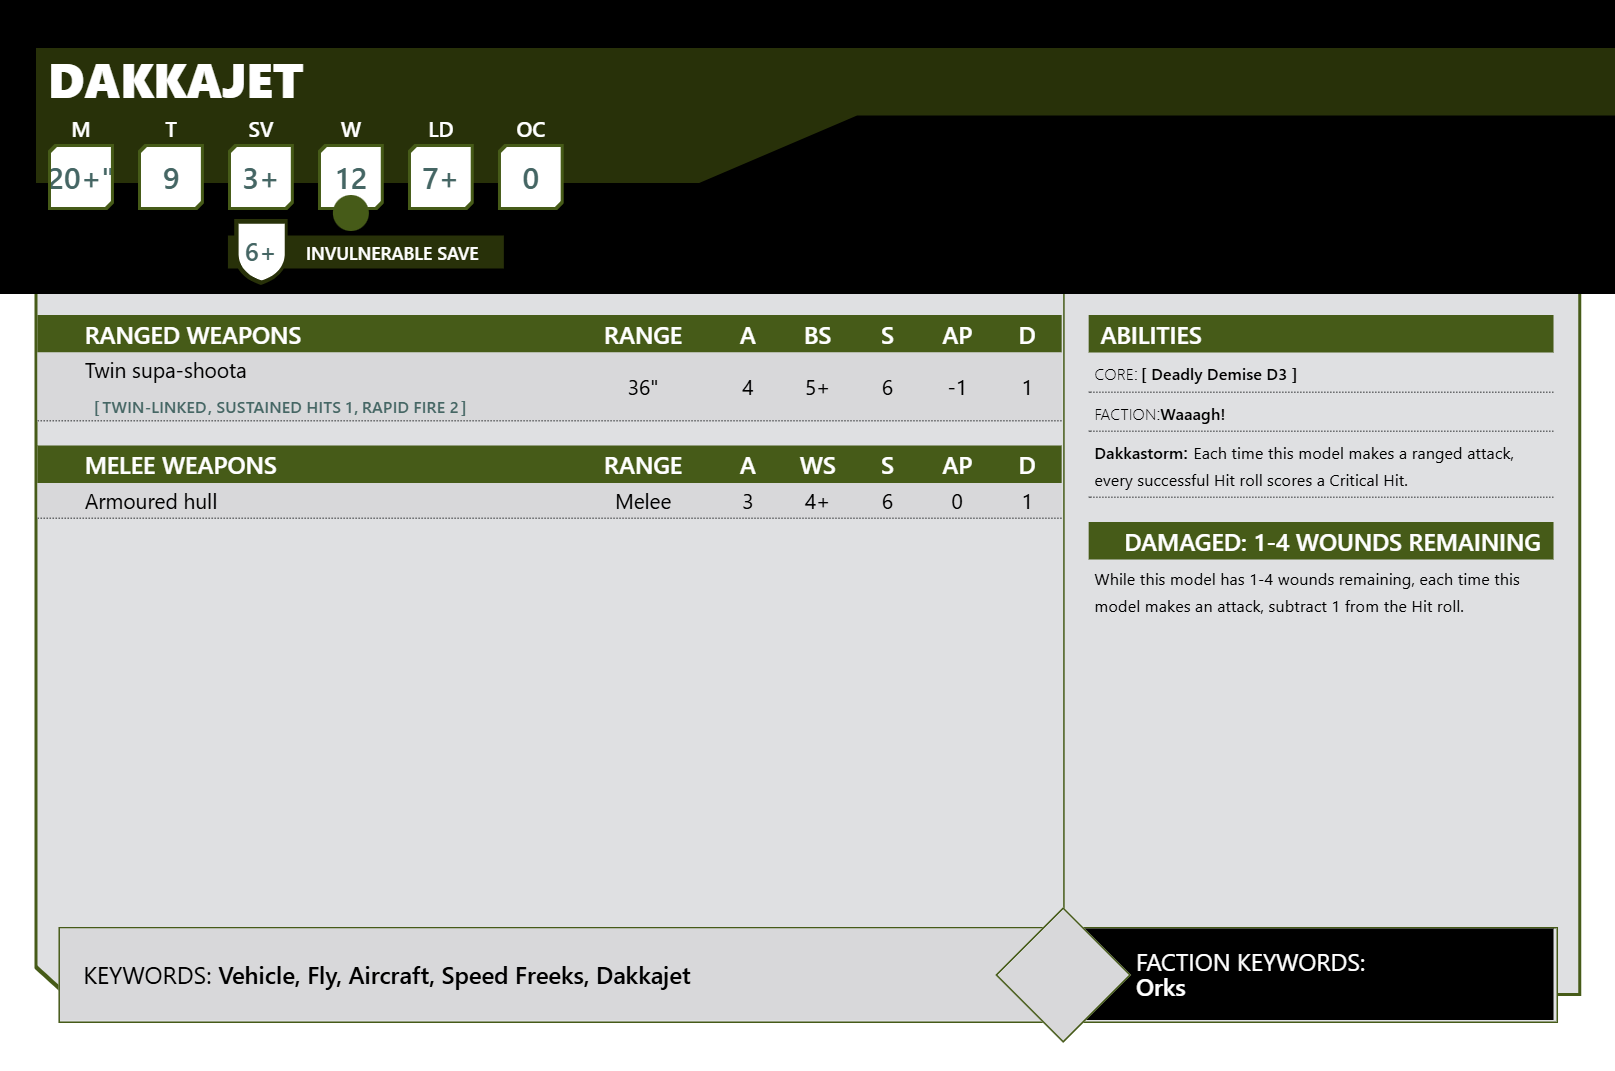 DAKKAJET
M T SV W LD OC
20+" 9 3+ 12 7+ 0
6+ INVULNERABLE SAVE
RANGED WEAPONS RANGE A BS S AP D
Twin supa-shoota 36" 4 5+ 6 -1 1
[ TWIN-LINKED, SUSTAINED HITS 1, RAPID FIRE 2 ]
MELEE WEAPONS RANGE A WS S AP D
Armoured hull Melee 3 4+ 6 0 1
ABILITIES
CORE: [ Deadly Demise D3 ]
FACTION:Waaagh!
Dakkastorm: Each time this model makes a ranged attack,
every successful Hit roll scores a Critical Hit.
DAMAGED: 1-4 WOUNDS REMAINING
While this model has 1-4 wounds remaining, each time this
model makes an attack, subtract 1 from the Hit roll.
KEYWORDS: Vehicle, Fly, Aircraft, Speed Freeks, Dakkajet
FACTION KEYWORDS:
Orks